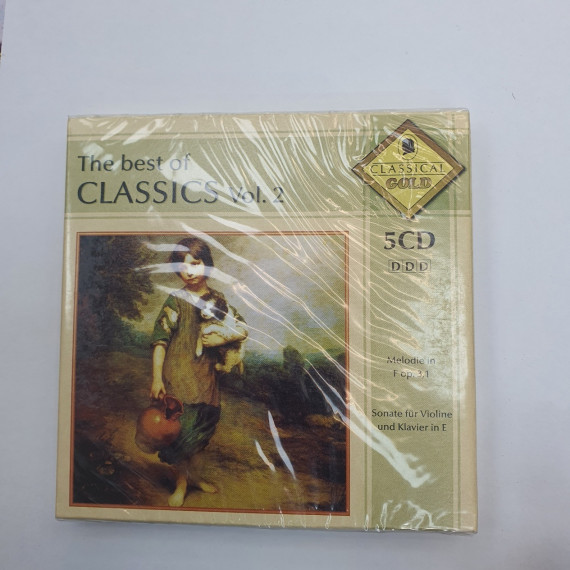 The best of
CLASSICS Vol. 2
CLASSICAL
GOLD
5CD
DDD
Melodie in
F op. 3,1
Sonate für Violine
und Klavier in E